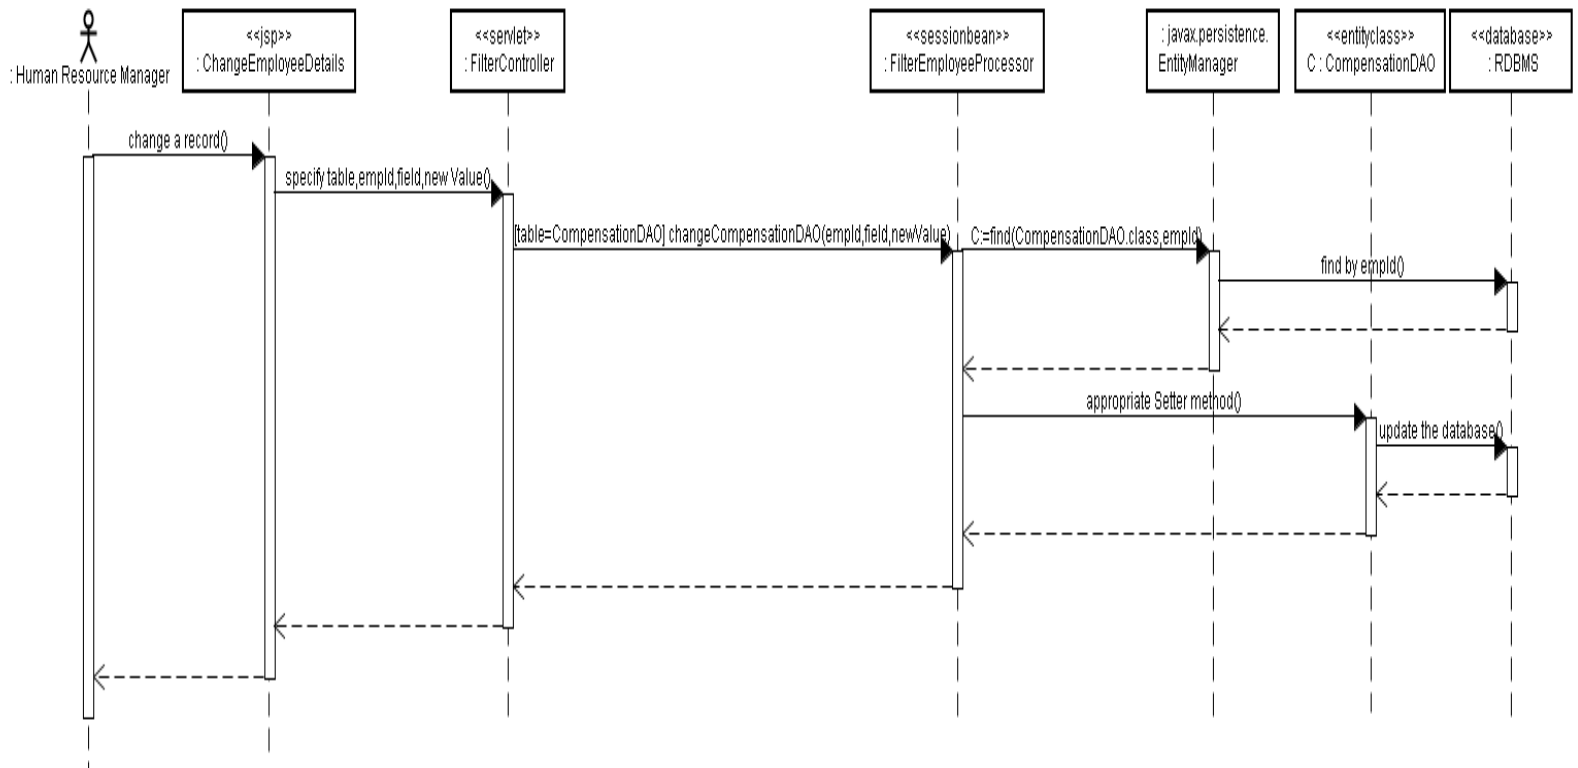 : Human Resource Manager
<<jsp>>
: ChangeEmployeeDetails
<<servlet>>
: FilterController
<<sessionbean>>
: FilterEmployeeProcessor
: javax.persistence.
EntityManager
<<entityclass>>
C : CompensationDAO
<<database>>
: RDBMS
change a record()
specify table,empId,field,new Value()
[table=CompensationDAO] changeCompensationDAO(empId,field,newValue)
C:=find(CompensationDAO.class,empId)
find by empId()
appropriate Setter method()
update the database()